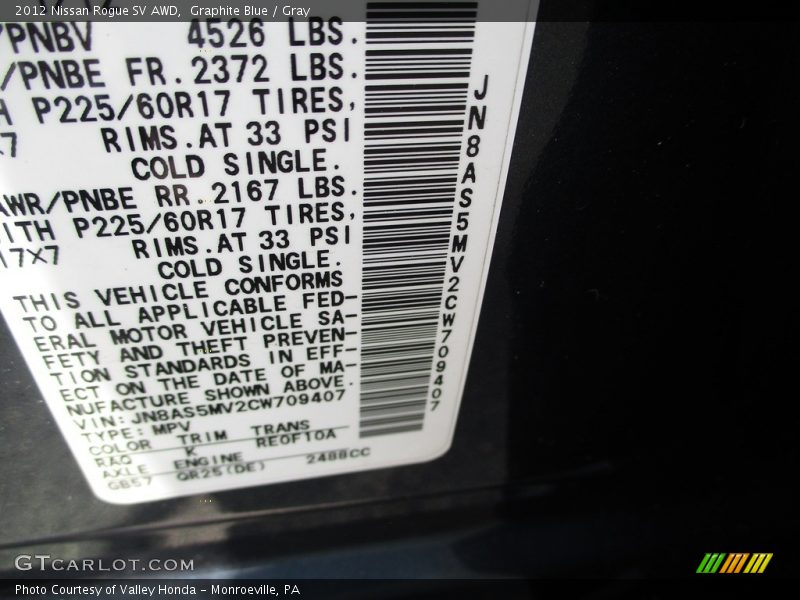 2012 Nissan Rogue SV AWD, Graphite Blue / Gray
/PNBV 4526 LBS.
/PNBE FR. 2372 LBS.
P225/60R17 TIRES,
RIMS. AT 33 PSI
COLD SINGLE.
AWR/PNBE RR. 2167 LBS.
ITH P225/60R17 TIRES,
17X7 RIMS. AT 33 PSI
COLD SINGLE.
THIS VEHICLE CONFORMS
TO ALL APPLICABLE FED-
ERAL MOTOR VEHICLE SA-
FETY AND THEFT PREVEN-
TION STANDARDS IN EFF-
ECT ON THE DATE OF MA-
NUFACTURE SHOWN ABOVE.
VIN: JN8AS5MV2CW709407
TYPE: MPV
COLOR TRIM TRANS
RAQ K RE0F10A
AXLE ENGINE
GB57 QR25(DE) 2488CC
JN8AS5MV2CW709407
GTCARLOT.COM
Photo Courtesy of Valley Honda - Monroeville, PA